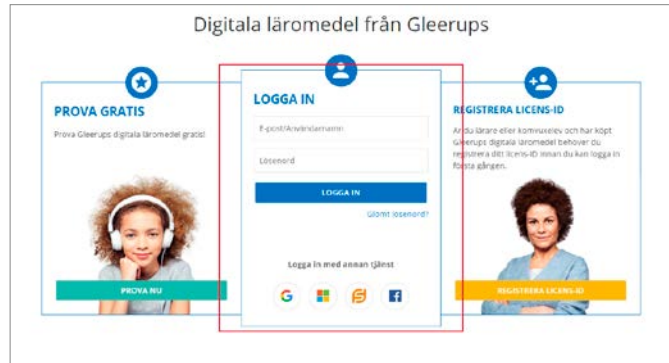 Digitala läromedel från Gleerups
PROVA GRATIS
Prova Gleerups digitala läromedel gratis!
PROVA NU
LOGGA IN
E-post/Användarnamn
Lösenord
LOGGA IN
Glömt lösenord?
Logga in med annan tjänst
REGISTRERA LICENS-ID
Är du lärare eller komvuxelev och har köpt
Gleerups digitala läromedel behöver du
registrera ditt licens-ID innan du kan logga in
första gången.
REGISTRERA LICENS-ID